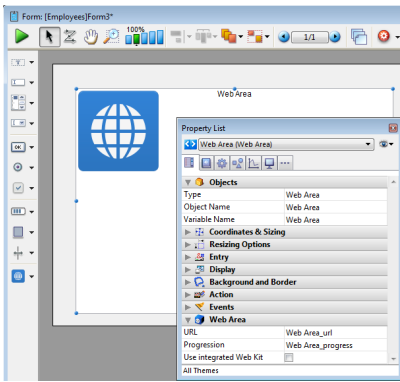 Form: [Employees]Form3*
100%
1/1
Web Area
Property List
Web Area (Web Area)
Objects
Type Web Area
Object Name Web Area
Variable Name Web Area
Coordinates & Sizing
Resizing Options
Entry
Display
Background and Border
Action
Events
Web Area
URL Web Area_url
Progression Web Area_progress
Use integrated Web Kit
All Themes
OK